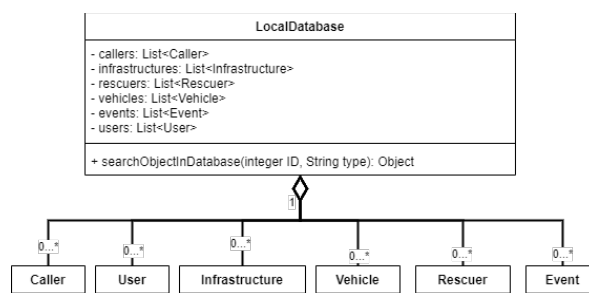 LocalDatabase
- callers: List<Caller>
- infrastructures: List<Infrastructure>
- rescuers: List<Rescuer>
- vehicles: List<Vehicle>
- events: List<Event>
- users: List<User>
+ searchObjectInDatabase(integer ID, String type): Object
1
0...* 0...* 0...* 0...* 0...* 0...*
Caller User Infrastructure Vehicle Rescuer Event